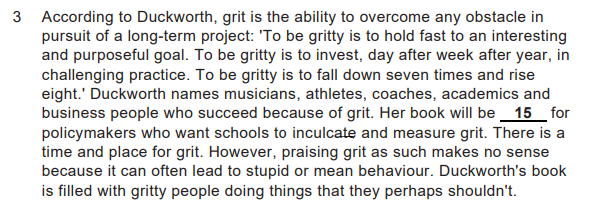 3 According to Duckworth, grit is the ability to overcome any obstacle in
pursuit of a long-term project: 'To be gritty is to hold fast to an interesting
and purposeful goal. To be gritty is to invest, day after week after year, in
challenging practice. To be gritty is to fall down seven times and rise
eight.' Duckworth names musicians, athletes, coaches, academics and
business people who succeed because of grit. Her book will be __15__ for
policymakers who want schools to inculcate and measure grit. There is a
time and place for grit. However, praising grit as such makes no sense
because it can often lead to stupid or mean behaviour. Duckworth's book
is filled with gritty people doing things that they perhaps shouldn't.